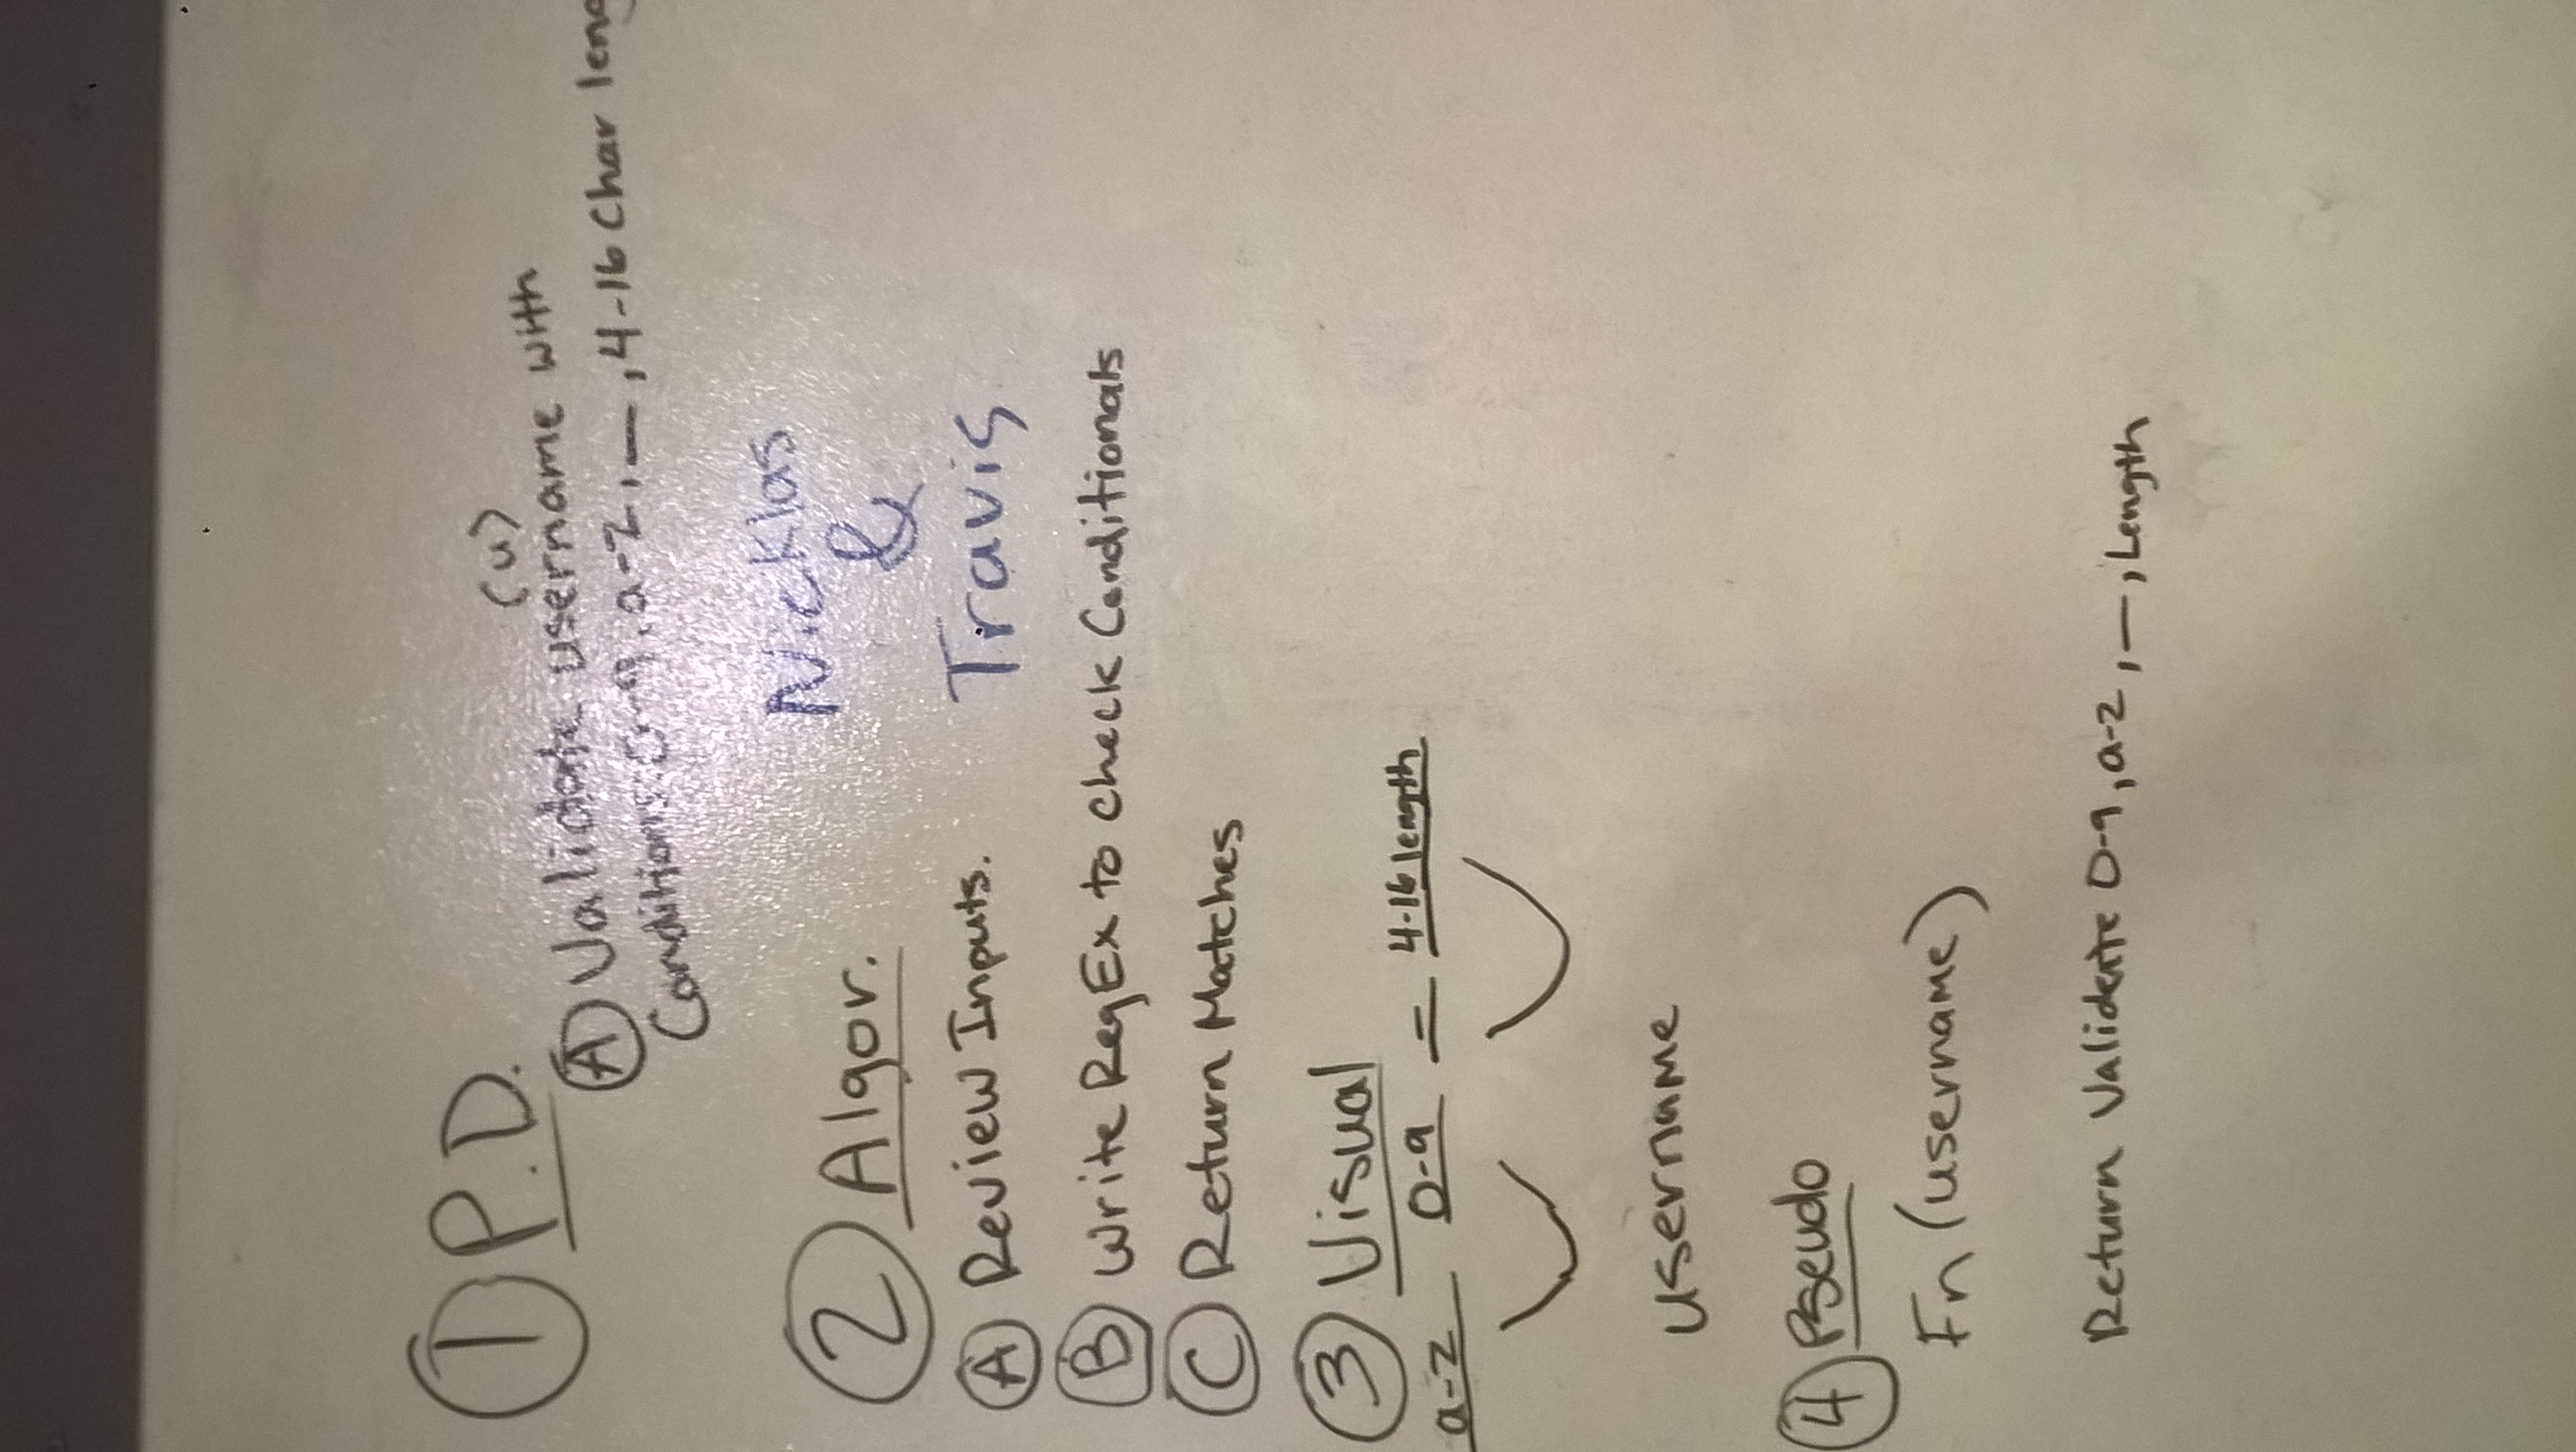 ① P.D.
(u)
Ⓐ Validate username with
Conditions: 0-9, a-z, _, 4-16 Char leng
Nicklas
&
Travis
② Algor.
Ⓐ Review Inputs.
Ⓑ Write RegEx to check Conditionals
Ⓒ Return Matches
③ Visual
a-z 0-9 = 4-16 length
username
④ Pseudo
Fn (username)
Return Validate 0-9, a-z, _, Length